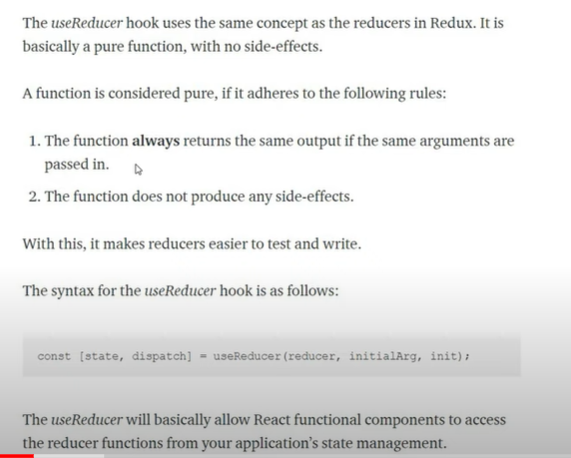 The useReducer hook uses the same concept as the reducers in Redux. It is
basically a pure function, with no side-effects.
A function is considered pure, if it adheres to the following rules:
1. The function always returns the same output if the same arguments are
passed in.
2. The function does not produce any side-effects.
With this, it makes reducers easier to test and write.
The syntax for the useReducer hook is as follows:
const [state, dispatch] = useReducer(reducer, initialArg, init);
The useReducer will basically allow React functional components to access
the reducer functions from your application's state management.